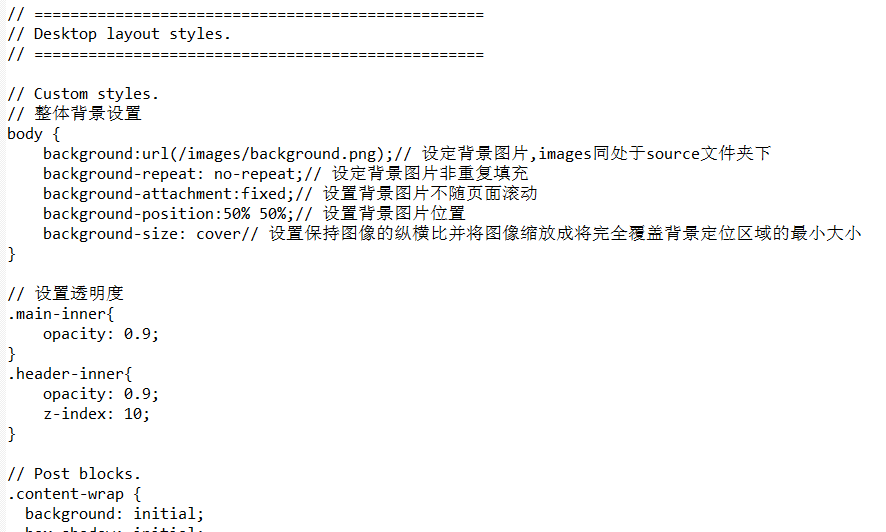 // ==================================================
// Desktop layout styles.
// ==================================================
// Custom styles.
// 整体背景设置
body {
    background:url(/images/background.png);// 设定背景图片,images同处于source文件夹下
    background-repeat: no-repeat;// 设定背景图片非重复填充
    background-attachment:fixed;// 设置背景图片不随页面滚动
    background-position:50% 50%;// 设置背景图片位置
    background-size: cover// 设置保持图像的纵横比并将图像缩放成将完全覆盖背景定位区域的最小大小
}
// 设置透明度
.main-inner{
    opacity: 0.9;
}
.header-inner{
    opacity: 0.9;
    z-index: 10;
}
// Post blocks.
.content-wrap {
  background: initial;
  box-shadow: initial;